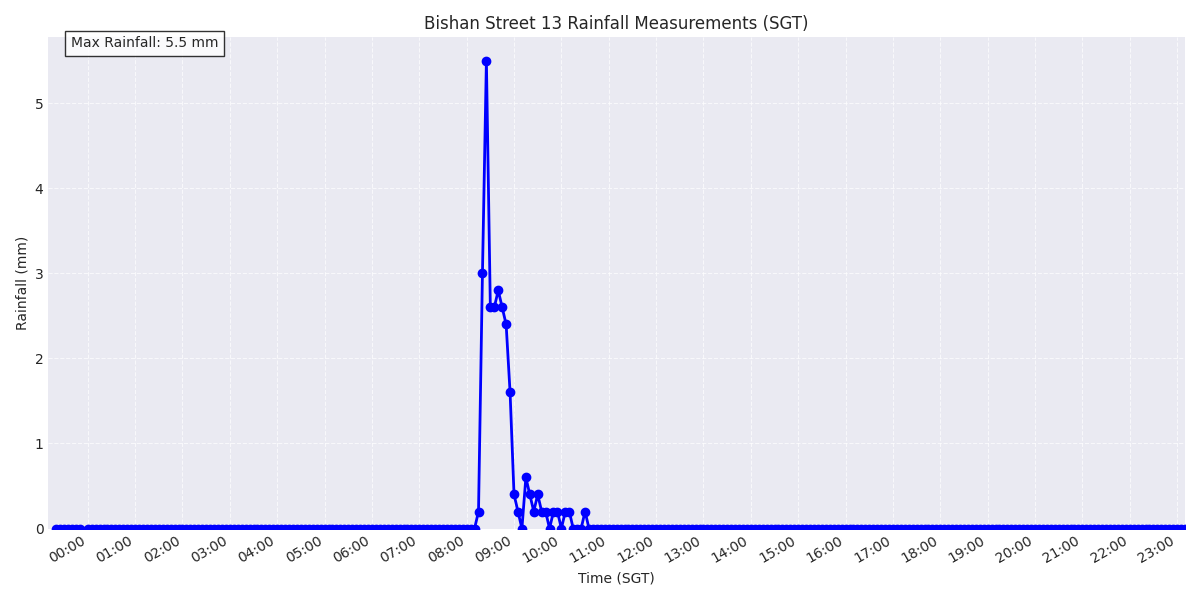 Bishan Street 13 Rainfall Measurements (SGT)
Max Rainfall: 5.5 mm
Rainfall (mm)
5
4
3
2
1
0
00:00 01:00 02:00 03:00 04:00 05:00 06:00 07:00 08:00 09:00 10:00 11:00 12:00 13:00 14:00 15:00 16:00 17:00 18:00 19:00 20:00 21:00 22:00 23:00
Time (SGT)